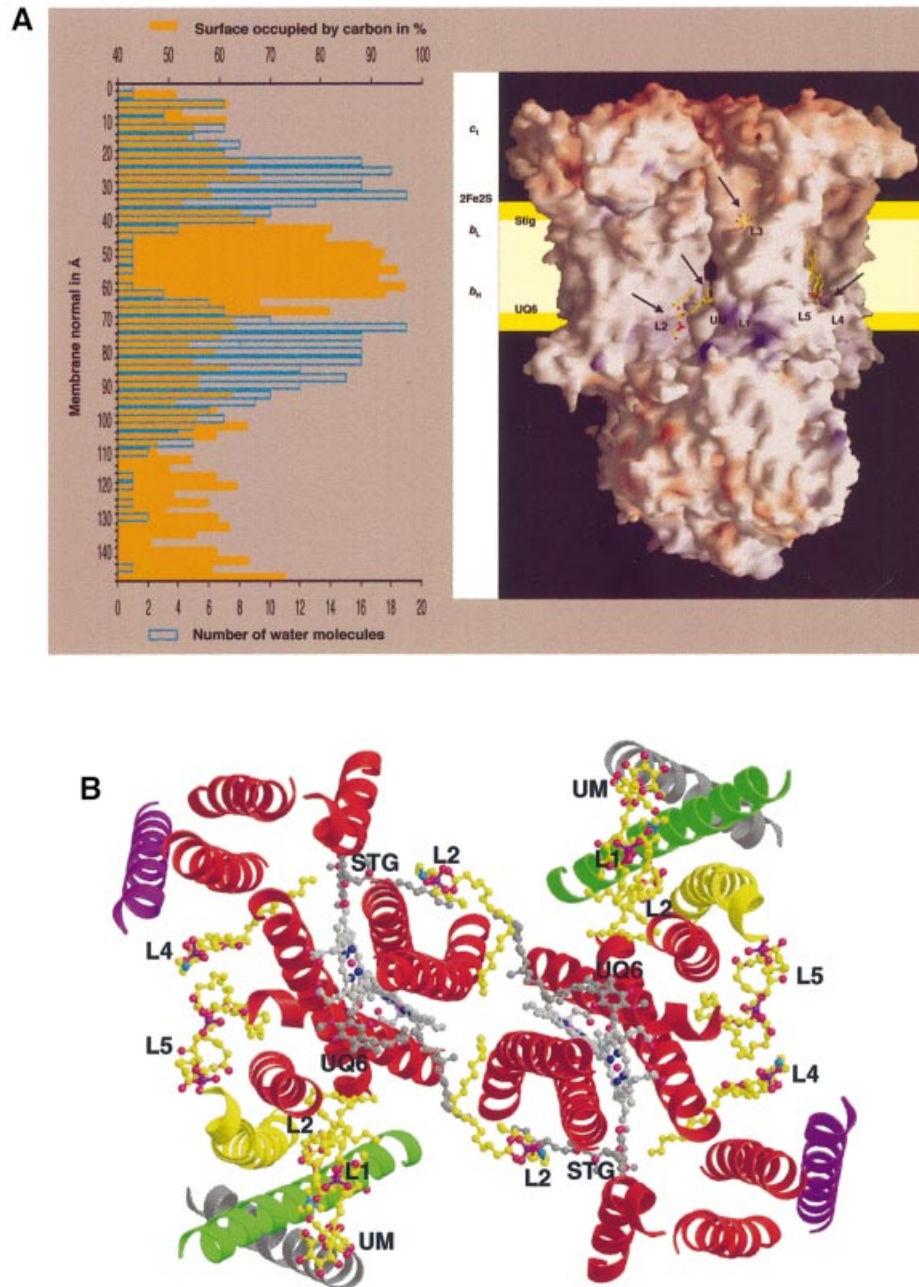 A
Surface occupied by carbon in %
40 50 60 70 80 90 100
Membrane normal in Å
0
10
20
30
40
50
60
70
80
90
100
110
120
130
140
0 2 4 6 8 10 12 14 16 18 20
Number of water molecules
c1
2Fe2S
Stig
bL
bH
UQ6
L3
L2
L1
L5
L4
B
UM
STG L2
L1
L2
L4
L5
UQ6
L5
UQ6
L4
L2
L1
L2
STG
UM